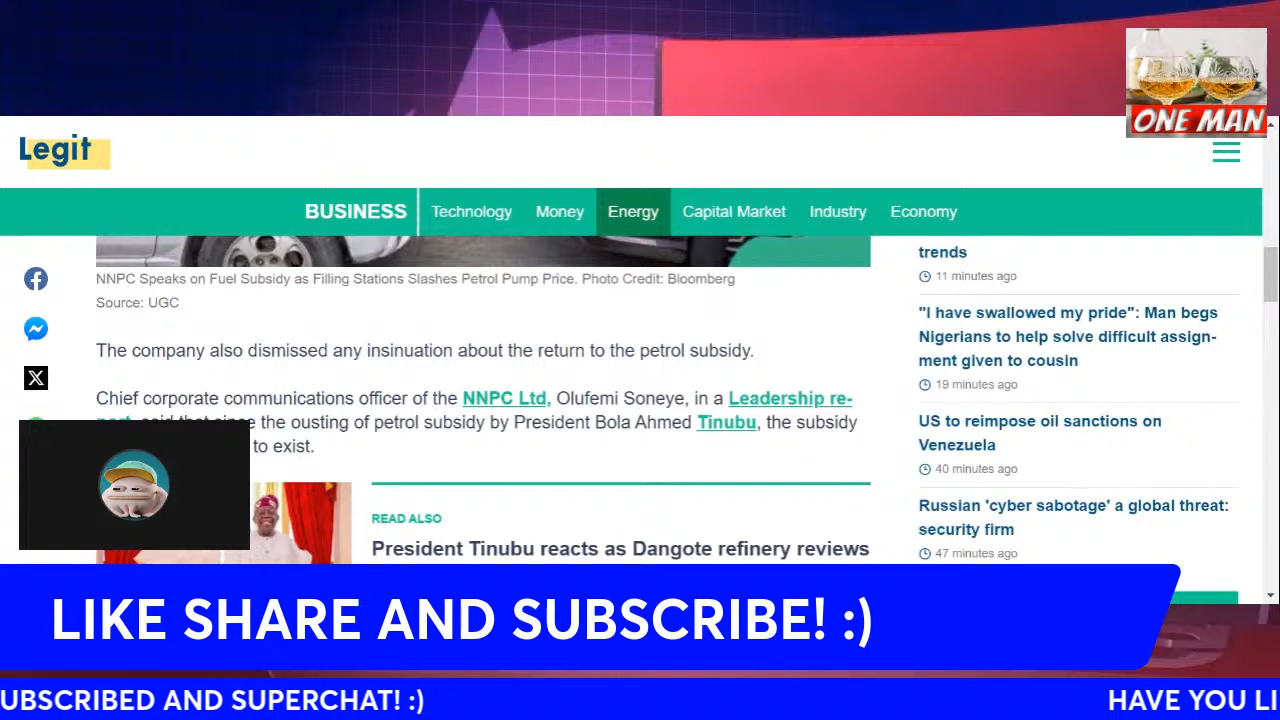 ONE MAN
Legit
BUSINESS Technology Money Energy Capital Market Industry Economy
NNPC Speaks on Fuel Subsidy as Filling Stations Slashes Petrol Pump Price. Photo Credit: Bloomberg
Source: UGC
The company also dismissed any insinuation about the return to the petrol subsidy.
Chief corporate communications officer of the NNPC Ltd, Olufemi Soneye, in a Leadership re-
the ousting of petrol subsidy by President Bola Ahmed Tinubu, the subsidy
to exist.
READ ALSO
President Tinubu reacts as Dangote refinery reviews
trends
11 minutes ago
"I have swallowed my pride": Man begs
Nigerians to help solve difficult assign-
ment given to cousin
19 minutes ago
US to reimpose oil sanctions on
Venezuela
40 minutes ago
Russian 'cyber sabotage' a global threat:
security firm
47 minutes ago
LIKE SHARE AND SUBSCRIBE! :)
UBSCRIBED AND SUPERCHAT! :)
HAVE YOU LI